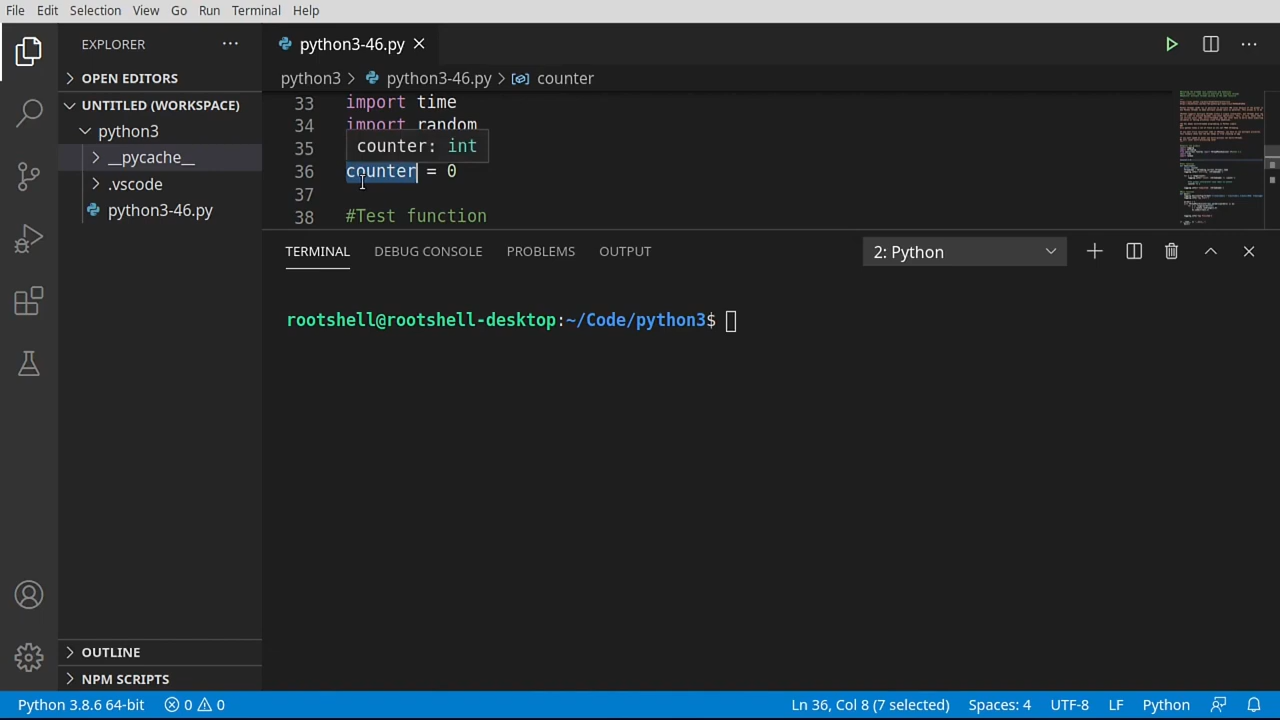 File Edit Selection View Go Run Terminal Help
EXPLORER
python3-46.py
OPEN EDITORS
UNTITLED (WORKSPACE)
python3
__pycache__
.vscode
python3-46.py
OUTLINE
NPM SCRIPTS
python3 > python3-46.py > counter
33 import time
34 import random
35
counter: int
36 counter = 0
37
38 #Test function
TERMINAL DEBUG CONSOLE PROBLEMS OUTPUT 2: Python
rootshell@rootshell-desktop:~/Code/python3$
Python 3.8.6 64-bit 0 0 Ln 36, Col 8 (7 selected) Spaces: 4 UTF-8 LF Python